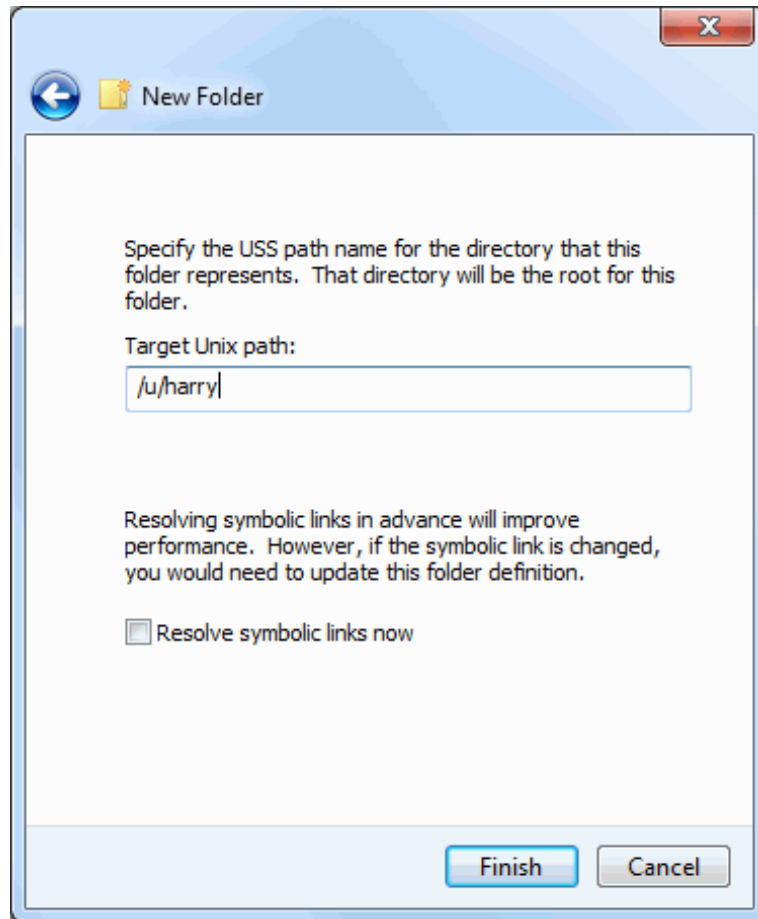 New Folder
Specify the USS path name for the directory that this
folder represents.  That directory will be the root for this
folder.
Target Unix path:
/u/harry
Resolving symbolic links in advance will improve
performance.  However, if the symbolic link is changed,
you would need to update this folder definition.
Resolve symbolic links now
Finish
Cancel